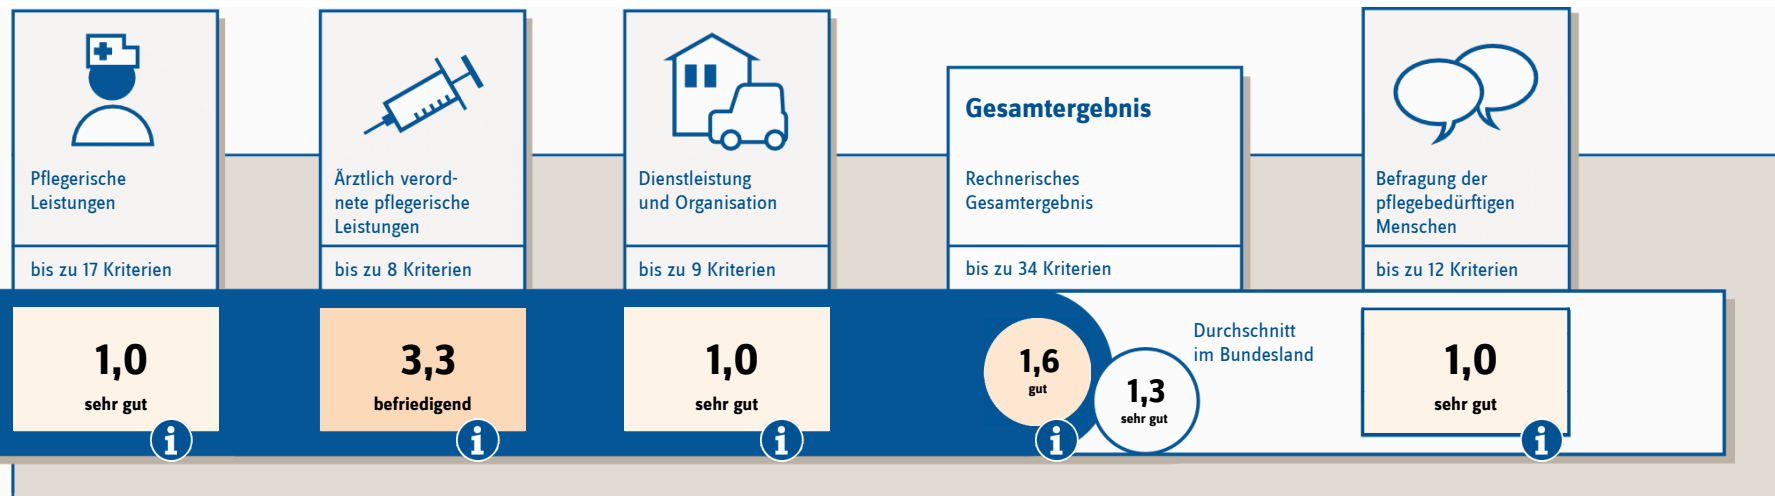 Pflegerische
Leistungen
bis zu 17 Kriterien
1,0
sehr gut
i
Ärztlich verord-
nete pflegerische
Leistungen
bis zu 8 Kriterien
3,3
befriedigend
i
Dienstleistung
und Organisation
bis zu 9 Kriterien
1,0
sehr gut
i
Gesamtergebnis
Rechnerisches
Gesamtergebnis
bis zu 34 Kriterien
1,6
gut
i
Durchschnitt
im Bundesland
1,3
sehr gut
Befragung der
pflegebedürftigen
Menschen
bis zu 12 Kriterien
1,0
sehr gut
i